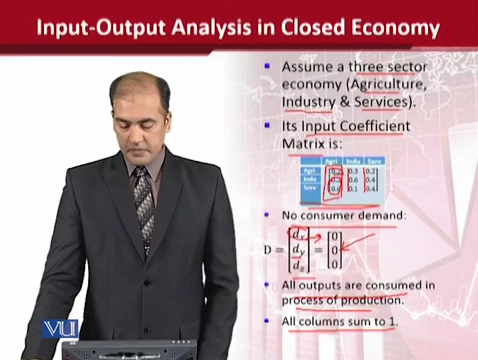 Input-Output Analysis in Closed Economy
Assume a three sector
economy (Agriculture,
Industry & Services).
Its Input Coefficient
Matrix is:
Agri Indu Serv
Agri 0.3 0.2
Indu 0.6 0.4
Serv 0.1 0.4
No consumer demand:
D = [dx dy dz] = [0 0 0]
All outputs are consumed in
process of production.
All columns sum to 1.
VU